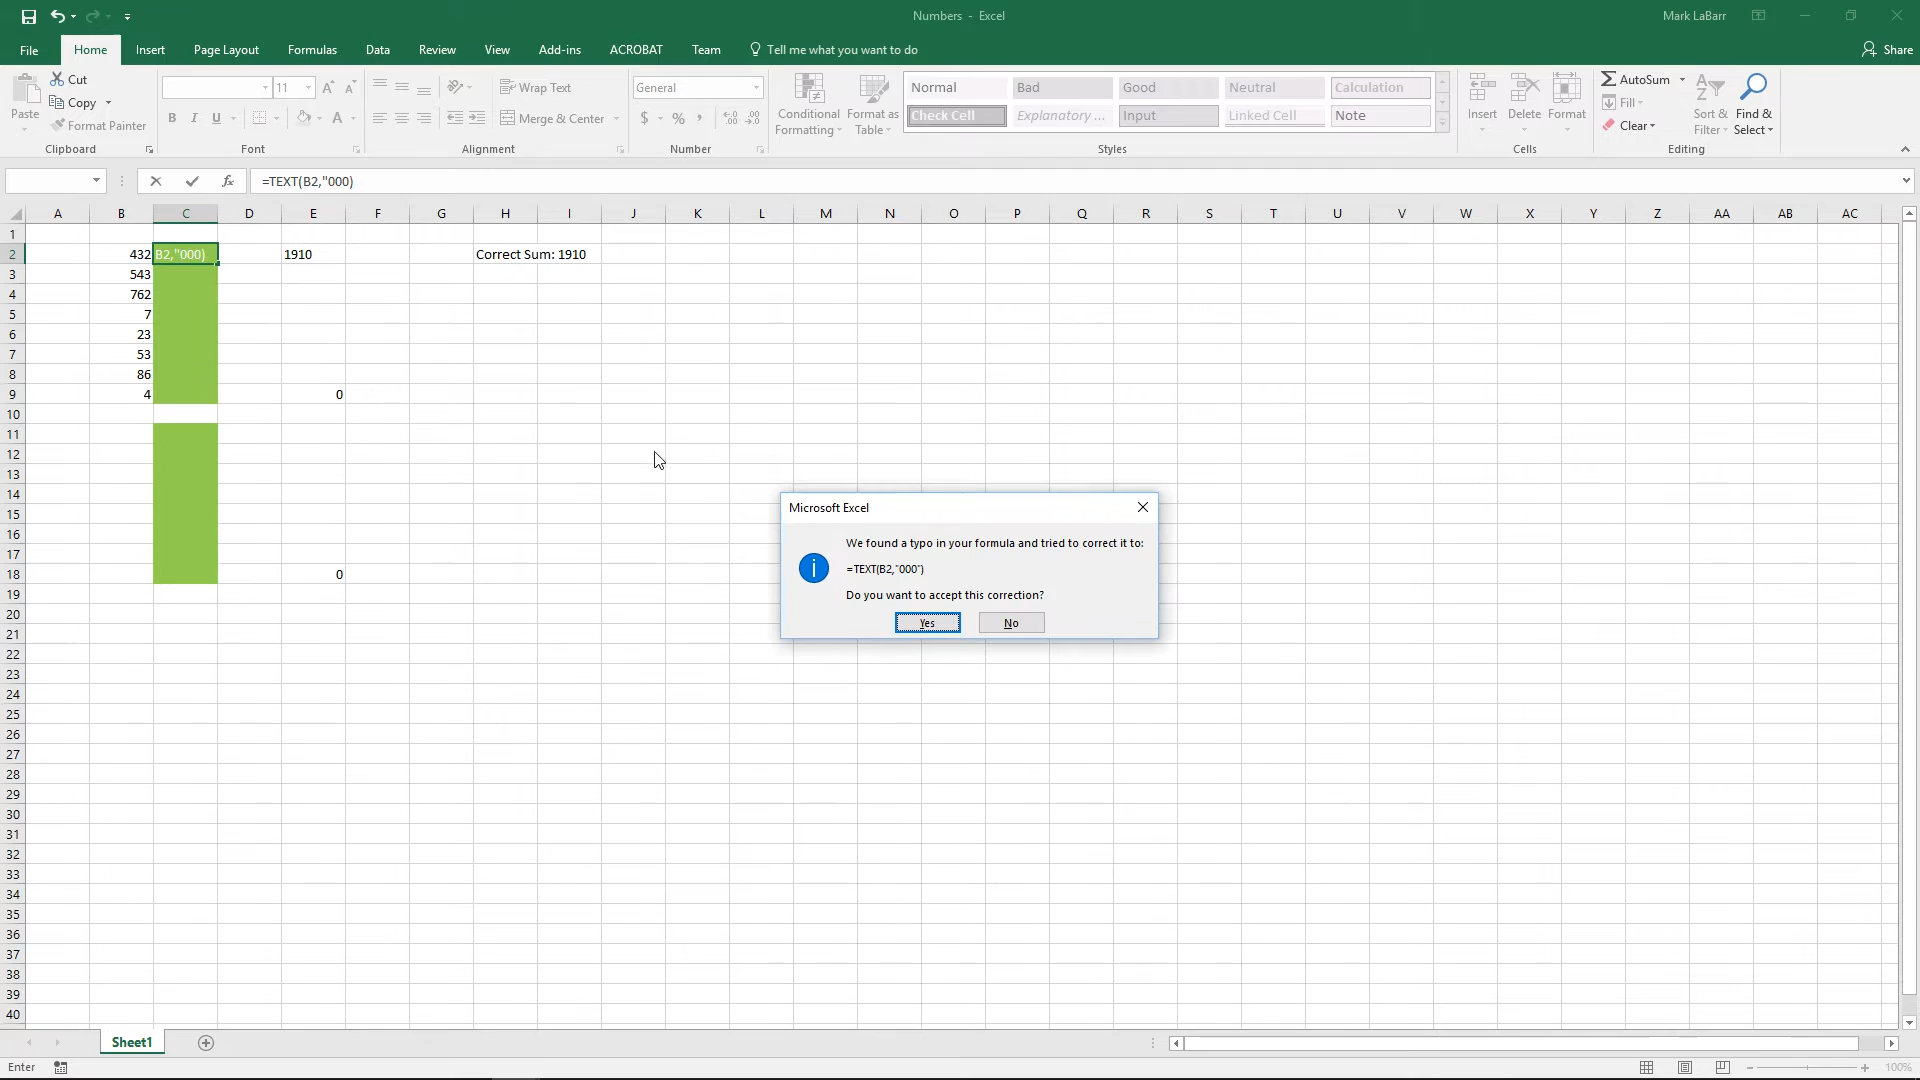 Numbers - Excel
Mark LaBarr
File Home Insert Page Layout Formulas Data Review View Add-ins ACROBAT Team Tell me what you want to do Share
Paste
Cut
Copy
Format Painter
Clipboard
11
B I U
Font
Wrap Text
Merge & Center
Alignment
General
$ % ,
Number
Conditional Formatting
Format as Table
Normal Bad Good Neutral Calculation
Check Cell Explanatory ... Input Linked Cell Note
Styles
Insert Delete Format
Cells
AutoSum
Fill
Clear
Sort & Filter
Find & Select
Editing
=TEXT(B2,"000)
A B C D E F G H I J K L M N O P Q R S T U V W X Y Z AA AB AC
1
2 432 B2,"000) 1910 Correct Sum: 1910
3 543
4 762
5 7
6 23
7 53
8 86
9 4 0
10
11
12
13
14
15
16
17
18 0
19
20
21
22
23
24
25
26
27
28
29
30
31
32
33
34
35
36
37
38
39
40
Microsoft Excel
We found a typo in your formula and tried to correct it to:
=TEXT(B2,"000")
Do you want to accept this correction?
Yes No
Sheet1
Enter
100%